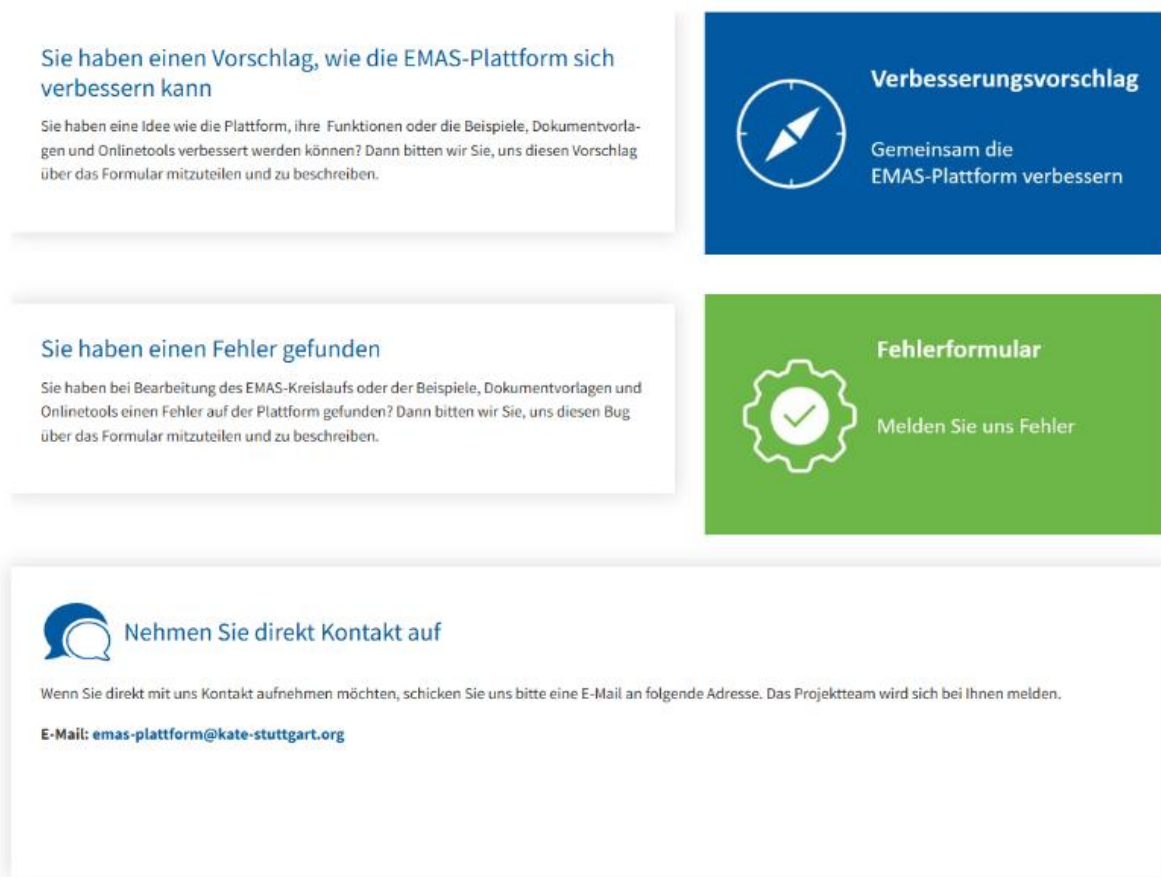 Sie haben einen Vorschlag, wie die EMAS-Plattform sich
verbessern kann
Sie haben eine Idee wie die Plattform, ihre Funktionen oder die Beispiele, Dokumentvorla-
gen und Onlinetools verbessert werden können? Dann bitten wir Sie, uns diesen Vorschlag
über das Formular mitzuteilen und zu beschreiben.
Verbesserungsvorschlag
Gemeinsam die
EMAS-Plattform verbessern
Sie haben einen Fehler gefunden
Sie haben bei Bearbeitung des EMAS-Kreislaufs oder der Beispiele, Dokumentvorlagen und
Onlinetools einen Fehler auf der Plattform gefunden? Dann bitten wir Sie, uns diesen Bug
über das Formular mitzuteilen und zu beschreiben.
Fehlerformular
Melden Sie uns Fehler
Nehmen Sie direkt Kontakt auf
Wenn Sie direkt mit uns Kontakt aufnehmen möchten, schicken Sie uns bitte eine E-Mail an folgende Adresse. Das Projektteam wird sich bei Ihnen melden.
E-Mail: emas-plattform@kate-stuttgart.org